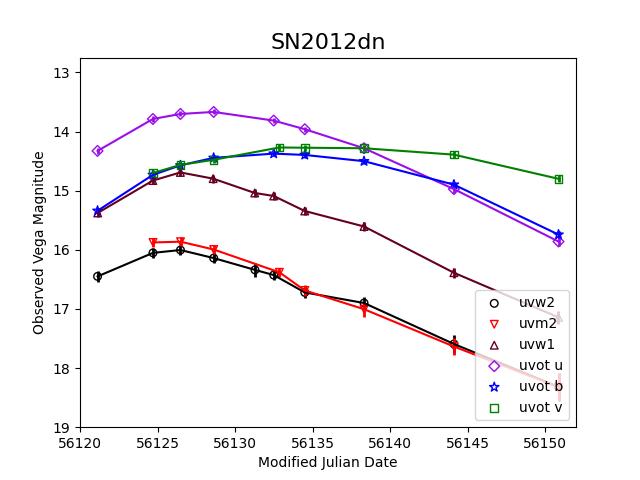 SN2012dn
Observed Vega Magnitude
13
14
15
16
17
18
19
56120 56125 56130 56135 56140 56145 56150
Modified Julian Date
uvw2
uvm2
uvw1
uvot u
uvot b
uvot v